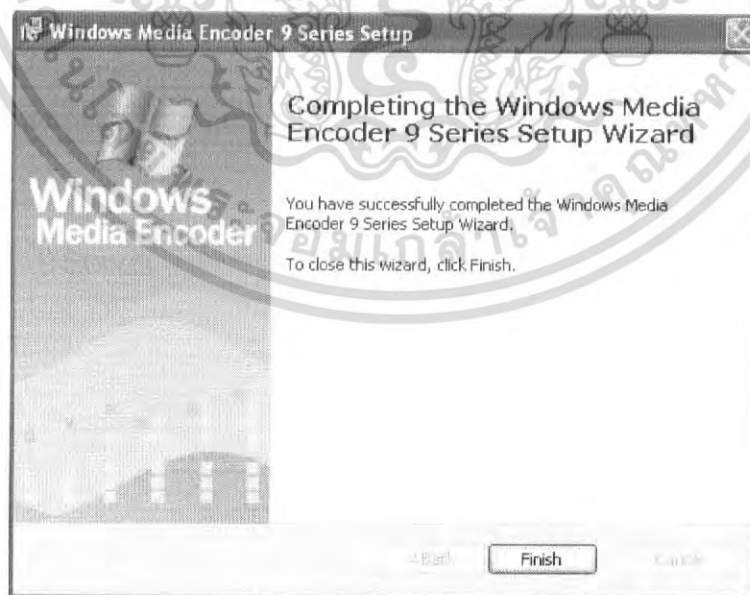 Windows Media Encoder 9 Series Setup
Windows
Media Encoder
Completing the Windows Media
Encoder 9 Series Setup Wizard
You have successfully completed the Windows Media
Encoder 9 Series Setup Wizard.
To close this wizard, click Finish.
< Back
Finish
Cancel